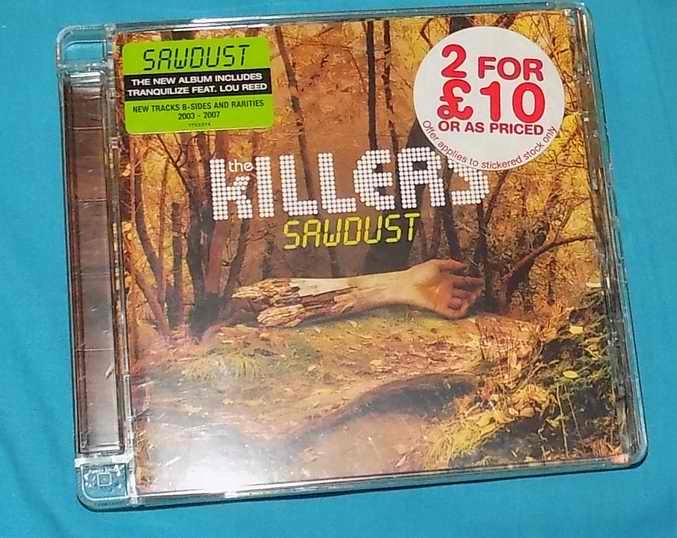 SAWDUST
THE NEW ALBUM INCLUDES
TRANQUILIZE FEAT. LOU REED
NEW TRACKS B-SIDES AND RARITIES
2003 - 2007
2 FOR
£10
OR AS PRICED
Offer applies to stickered stock only
the
KILLERS
SAWDUST